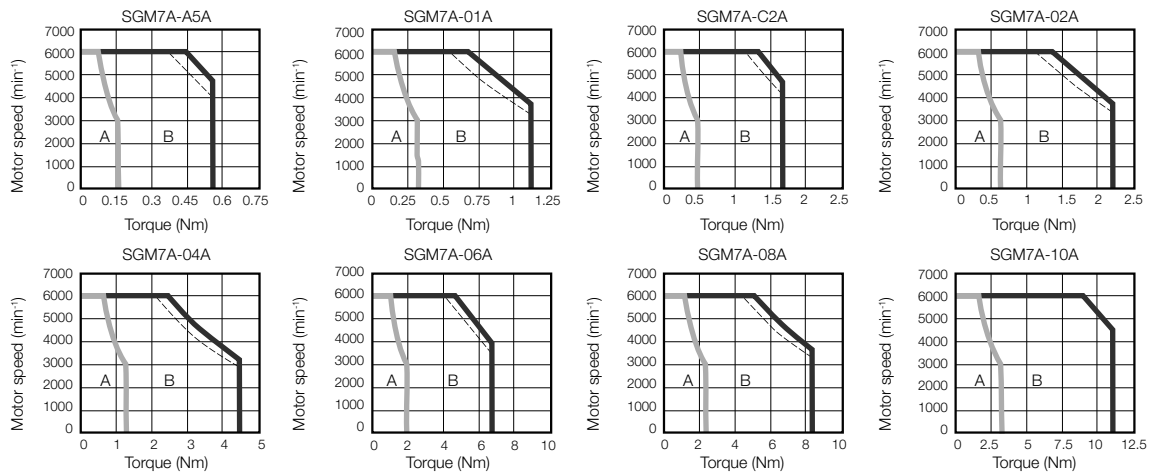 SGM7A-A5A
Motor speed (min⁻¹)
7000
6000
5000
4000
3000
2000
1000
0
A
B
0 0.15 0.3 0.45 0.6 0.75
Torque (Nm)
SGM7A-01A
Motor speed (min⁻¹)
7000
6000
5000
4000
3000
2000
1000
0
A
B
0 0.25 0.5 0.75 1 1.25
Torque (Nm)
SGM7A-C2A
Motor speed (min⁻¹)
7000
6000
5000
4000
3000
2000
1000
0
A
B
0 0.5 1 1.5 2 2.5
Torque (Nm)
SGM7A-02A
Motor speed (min⁻¹)
7000
6000
5000
4000
3000
2000
1000
0
A
B
0 0.5 1 1.5 2 2.5
Torque (Nm)
SGM7A-04A
Motor speed (min⁻¹)
7000
6000
5000
4000
3000
2000
1000
0
A
B
0 1 2 3 4 5
Torque (Nm)
SGM7A-06A
Motor speed (min⁻¹)
7000
6000
5000
4000
3000
2000
1000
0
A
B
0 2 4 6 8 10
Torque (Nm)
SGM7A-08A
Motor speed (min⁻¹)
7000
6000
5000
4000
3000
2000
1000
0
A
B
0 2 4 6 8 10
Torque (Nm)
SGM7A-10A
Motor speed (min⁻¹)
7000
6000
5000
4000
3000
2000
1000
0
A
B
0 2.5 5 7.5 10 12.5
Torque (Nm)